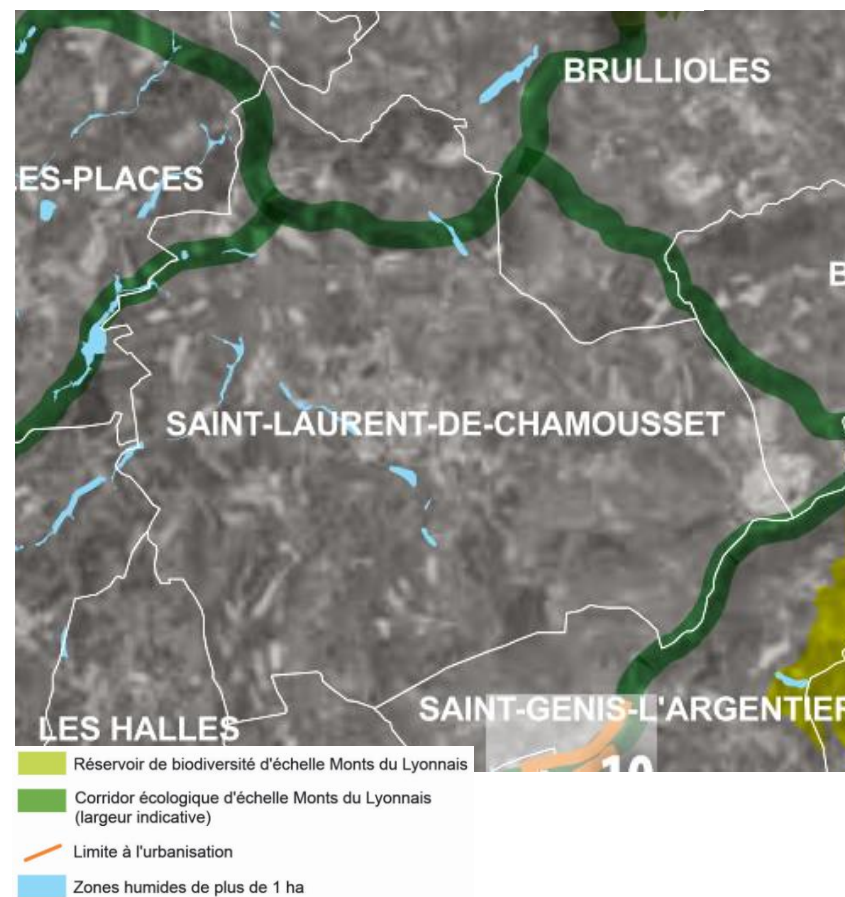 BRULLIOLES
ES-PLACES
B
SAINT-LAURENT-DE-CHAMOUSSET
SAINT-GENIS-L'ARGENTIER
LES HALLES
10
Réservoir de biodiversité d'échelle Monts du Lyonnais
Corridor écologique d'échelle Monts du Lyonnais
(largeur indicative)
Limite à l'urbanisation
Zones humides de plus de 1 ha